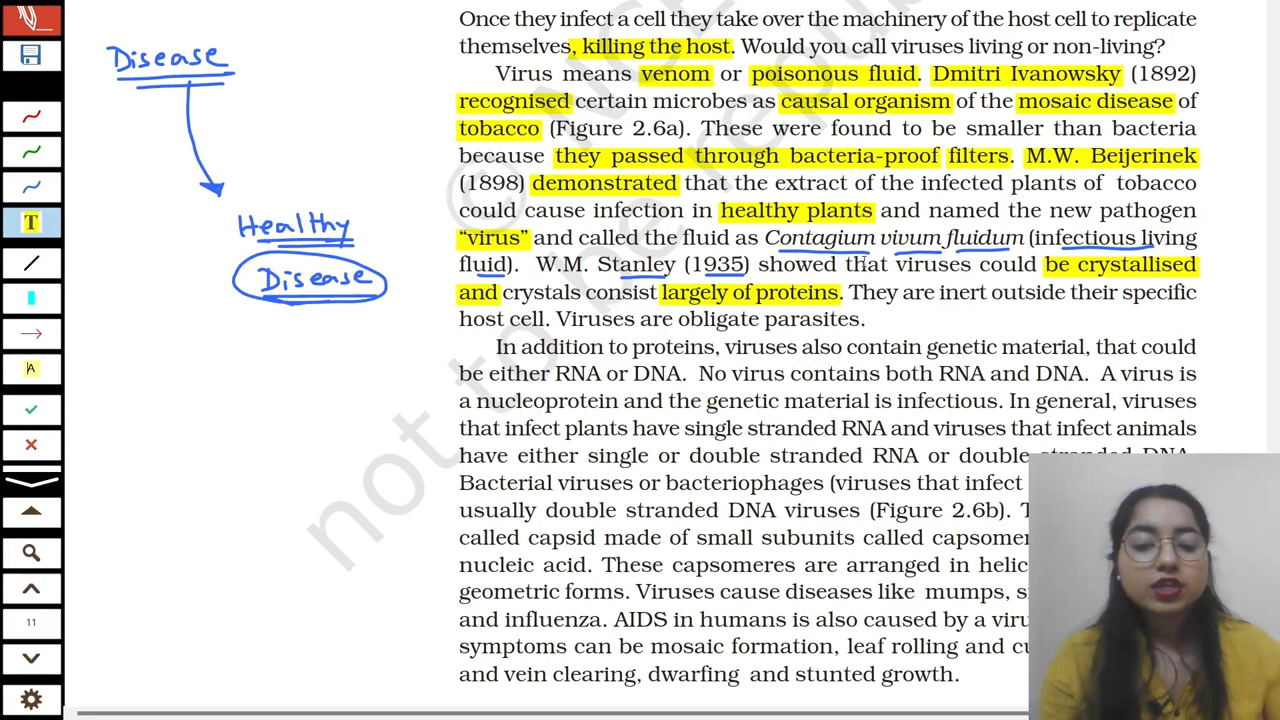 Disease
Healthy
Disease
Once they infect a cell they take over the machinery of the host cell to replicate
themselves, killing the host. Would you call viruses living or non-living?
Virus means venom or poisonous fluid. Dmitri Ivanowsky (1892)
recognised certain microbes as causal organism of the mosaic disease of
tobacco (Figure 2.6a). These were found to be smaller than bacteria
because they passed through bacteria-proof filters. M.W. Beijerinek
(1898) demonstrated that the extract of the infected plants of tobacco
could cause infection in healthy plants and named the new pathogen
“virus” and called the fluid as Contagium vivum fluidum (infectious living
fluid). W.M. Stanley (1935) showed that viruses could be crystallised
and crystals consist largely of proteins. They are inert outside their specific
host cell. Viruses are obligate parasites.
In addition to proteins, viruses also contain genetic material, that could
be either RNA or DNA. No virus contains both RNA and DNA. A virus is
a nucleoprotein and the genetic material is infectious. In general, viruses
that infect plants have single stranded RNA and viruses that infect animals
have either single or double stranded RNA or double stranded DNA.
Bacterial viruses or bacteriophages (viruses that infect
usually double stranded DNA viruses (Figure 2.6b). T
called capsid made of small subunits called capsomer
nucleic acid. These capsomeres are arranged in helic
geometric forms. Viruses cause diseases like mumps, s
and influenza. AIDS in humans is also caused by a viru
symptoms can be mosaic formation, leaf rolling and cu
and vein clearing, dwarfing and stunted growth.
T
A
11
© N
not to be repu